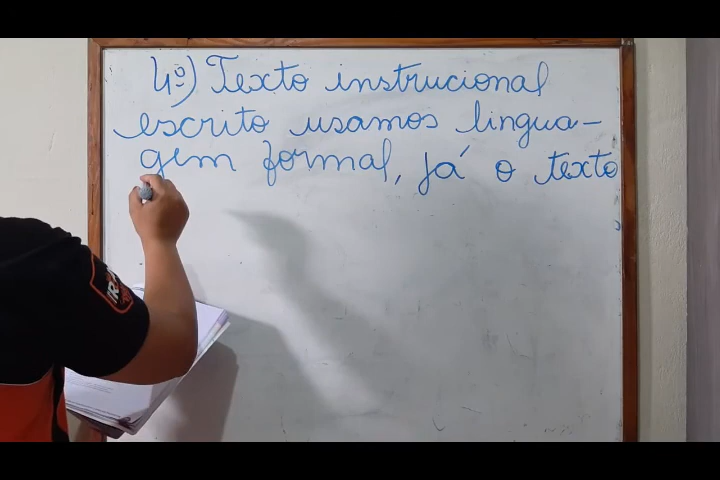 4º) Texto instrucional
escrito usamos lingua-
gem formal, já o texto